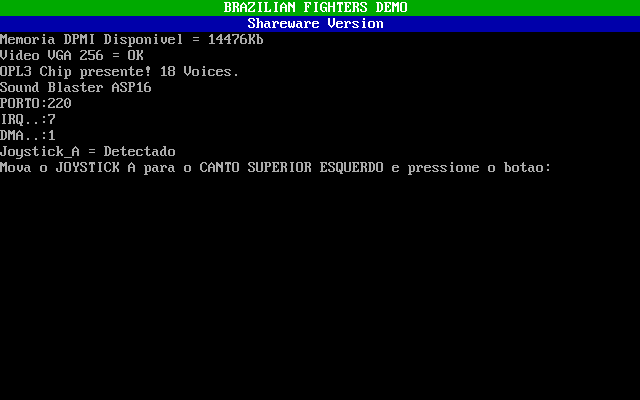 BRAZILIAN FIGHTERS DEMO
Shareware Version
Memoria DPMI Disponivel = 14476Kb
Video VGA 256 = OK
OPL3 Chip presente! 18 Voices.
Sound Blaster ASP16
PORTO:220
IRQ..:7
DMA..:1
Joystick_A = Detectado
Mova o JOYSTICK A para o CANTO SUPERIOR ESQUERDO e pressione o botao: